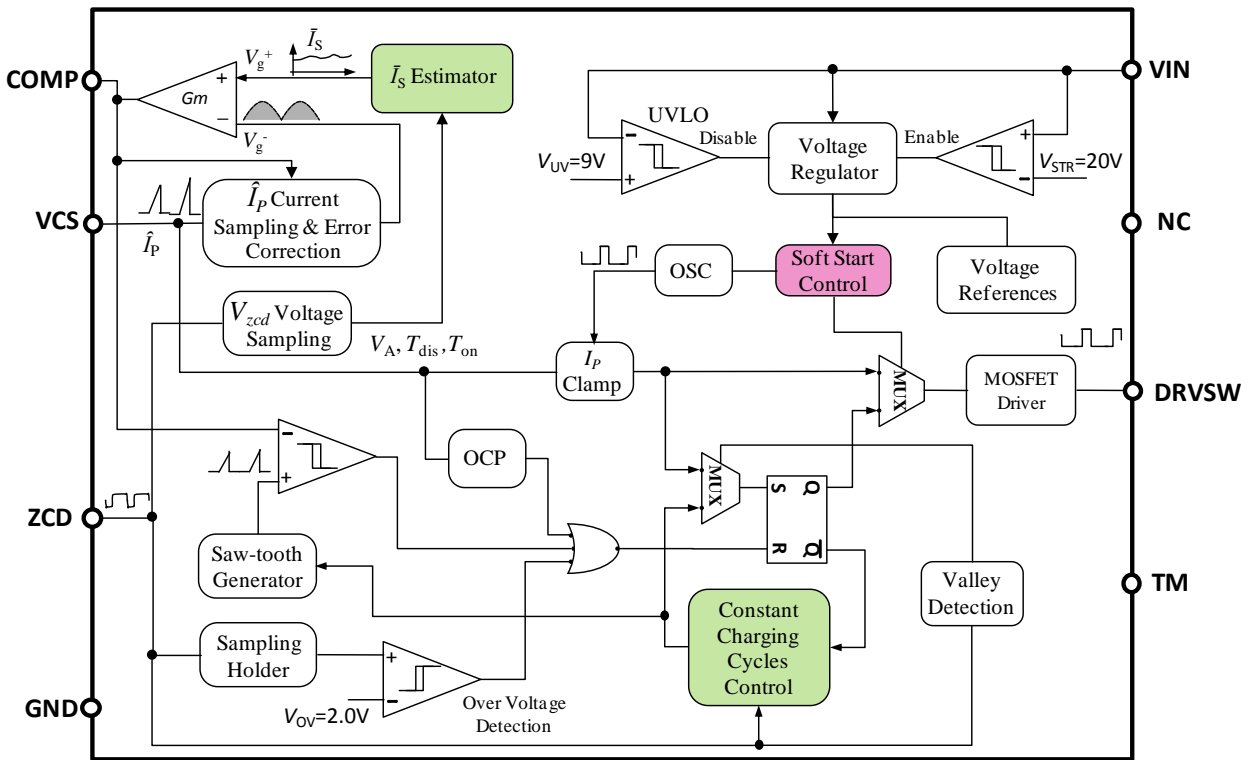 COMP
VCS
ZCD
GND
VIN
NC
DRVSW
TM
V_g^+
Ī_S
Gm
+
−
V_g^-
Ī_S Estimator
Î_P Current
Sampling & Error
Correction
Î_P
V_zcd Voltage
Sampling
V_A, T_dis, T_on
UVLO
-
+
V_UV=9V
Disable
Voltage
Regulator
Enable
+
-
V_STR=20V
Soft Start
Control
OSC
Voltage
References
I_P
Clamp
MUX
MOSFET
Driver
-
+
OCP
MUX
S
Q
R
Q̅
Saw-tooth
Generator
Valley
Detection
Constant
Charging
Cycles
Control
Sampling
Holder
+
-
V_OV=2.0V
Over Voltage
Detection